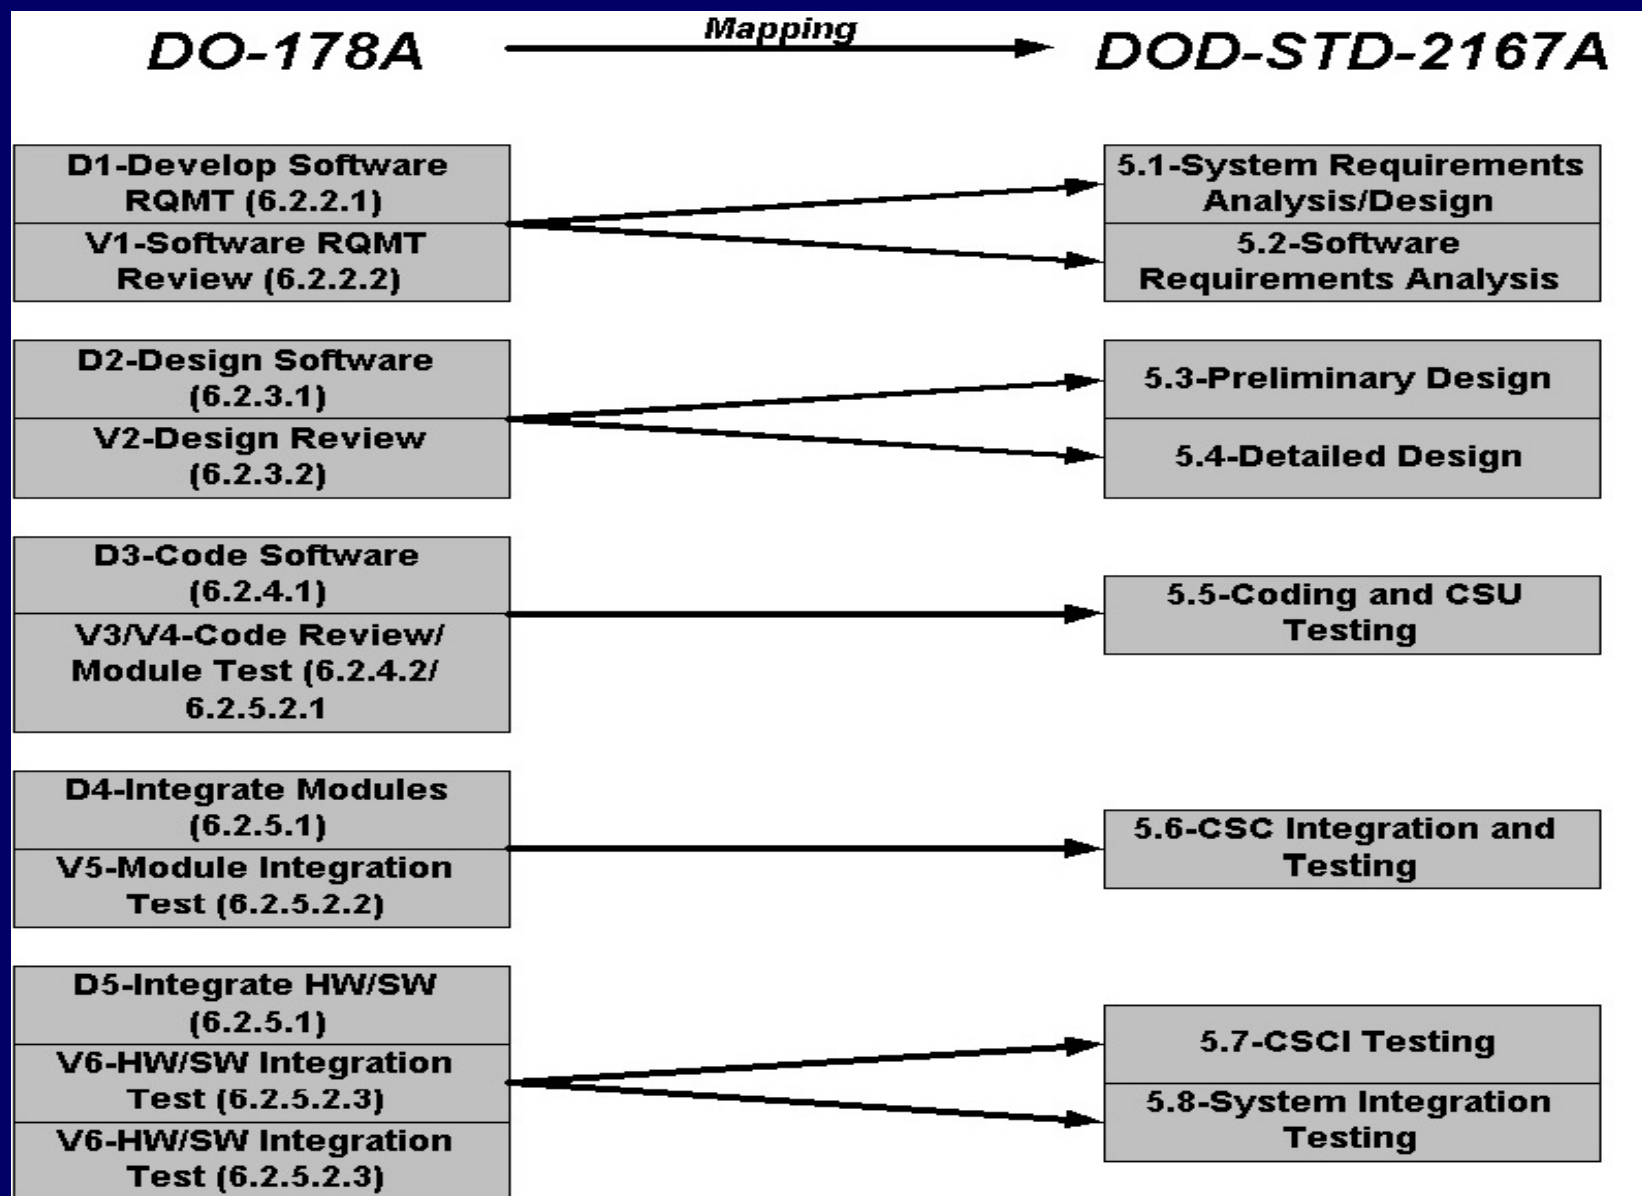 DO-178A
Mapping
DOD-STD-2167A
D1-Develop Software
RQMT (6.2.2.1)
V1-Software RQMT
Review (6.2.2.2)
5.1-System Requirements
Analysis/Design
5.2-Software
Requirements Analysis
D2-Design Software
(6.2.3.1)
V2-Design Review
(6.2.3.2)
5.3-Preliminary Design
5.4-Detailed Design
D3-Code Software
(6.2.4.1)
V3/V4-Code Review/
Module Test (6.2.4.2/
6.2.5.2.1
5.5-Coding and CSU
Testing
D4-Integrate Modules
(6.2.5.1)
V5-Module Integration
Test (6.2.5.2.2)
5.6-CSC Integration and
Testing
D5-Integrate HW/SW
(6.2.5.1)
V6-HW/SW Integration
Test (6.2.5.2.3)
V6-HW/SW Integration
Test (6.2.5.2.3)
5.7-CSCI Testing
5.8-System Integration
Testing